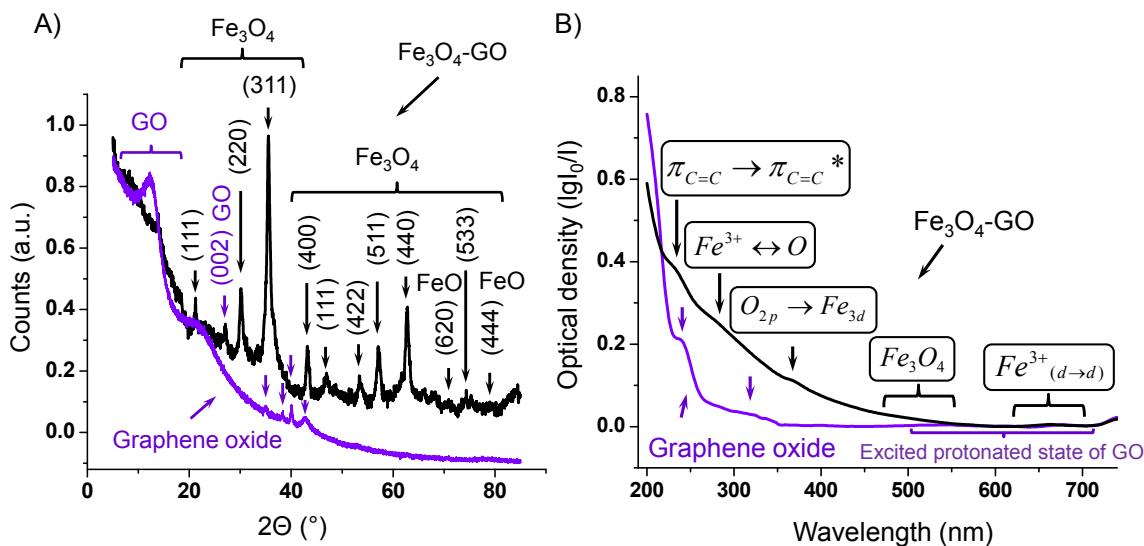 A)
Fe₃O₄
Fe₃O₄-GO
GO
(111)
(002) GO
(220)
(311)
Fe₃O₄
(400)
(111)
(422)
(511)
(440)
FeO
(620)
(533)
FeO
(444)
Graphene oxide
Counts (a.u.)
1.0
0.8
0.6
0.4
0.2
0.0
0
20
40
60
80
2Θ (°)
B)
π C=C → π C=C *
Fe³⁺ ↔ O
O₂ₚ → Fe₃d
Fe₃O₄-GO
Fe₃O₄
Fe³⁺ (d→d)
Graphene oxide
Excited protonated state of GO
Optical density (lgI₀/I)
0.8
0.6
0.4
0.2
0.0
200
300
400
500
600
700
Wavelength (nm)